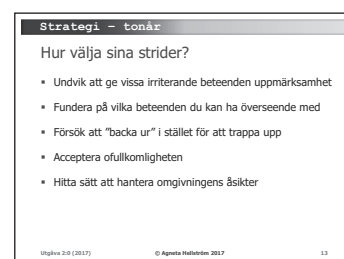 Strategi – tonår
Hur välja sina strider?
▪ Undvik att ge vissa irriterande beteenden uppmärksamhet
▪ Fundera på vilka beteenden du kan ha överseende med
▪ Försök att ”backa ur” i stället för att trappa upp
▪ Acceptera ofullkomligheten
▪ Hitta sätt att hantera omgivningens åsikter
Utgåva 2:0 (2017) © Agneta Hellström 2017 13